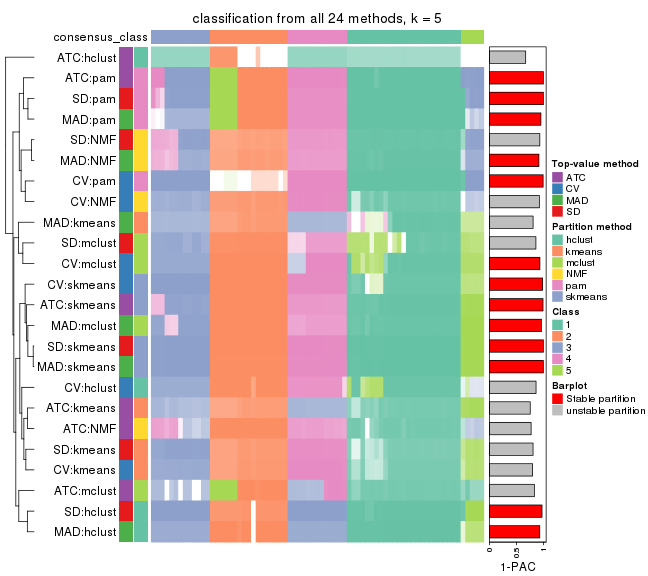 classification from all 24 methods, k = 5
consensus_class
ATC:hclust
ATC:pam
SD:pam
MAD:pam
SD:NMF
MAD:NMF
CV:pam
CV:NMF
MAD:kmeans
SD:mclust
CV:mclust
CV:skmeans
ATC:skmeans
MAD:mclust
SD:skmeans
MAD:skmeans
CV:hclust
ATC:kmeans
ATC:NMF
SD:kmeans
CV:kmeans
ATC:mclust
SD:hclust
MAD:hclust
0
0.5
1
1-PAC
Top-value method
ATC
CV
MAD
SD
Partition method
hclust
kmeans
mclust
NMF
pam
skmeans
Class
1
2
3
4
5
Barplot
Stable partition
unstable partition